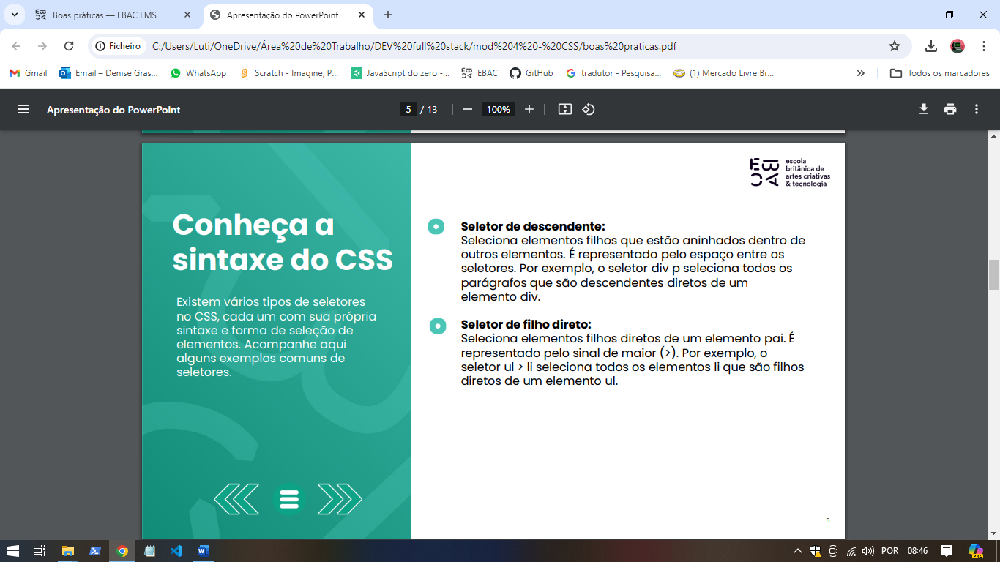 Boas práticas — EBAC LMS
Apresentação do PowerPoint
Ficheiro
C:/Users/Luti/OneDrive/Área%20de%20Trabalho/DEV%20full%20stack/mod%204%20-%20CSS/boas%20praticas.pdf
Gmail
Email – Denise Gras...
WhatsApp
Scratch - Imagine, P...
JavaScript do zero -...
EBAC
GitHub
tradutor - Pesquisa...
(1) Mercado Livre Br...
Todos os marcadores
Apresentação do PowerPoint
5 / 13
100%
escola
britânica de
artes criativas
& tecnologia
Conheça a
sintaxe do CSS
Existem vários tipos de seletores
no CSS, cada um com sua própria
sintaxe e forma de seleção de
elementos. Acompanhe aqui
alguns exemplos comuns de
seletores.
Seletor de descendente:
Seleciona elementos filhos que estão aninhados dentro de
outros elementos. É representado pelo espaço entre os
seletores. Por exemplo, o seletor div p seleciona todos os
parágrafos que são descendentes diretos de um
elemento div.
Seletor de filho direto:
Seleciona elementos filhos diretos de um elemento pai. É
representado pelo sinal de maior (>). Por exemplo, o
seletor ul > li seleciona todos os elementos li que são filhos
diretos de um elemento ul.
5
POR
08:46